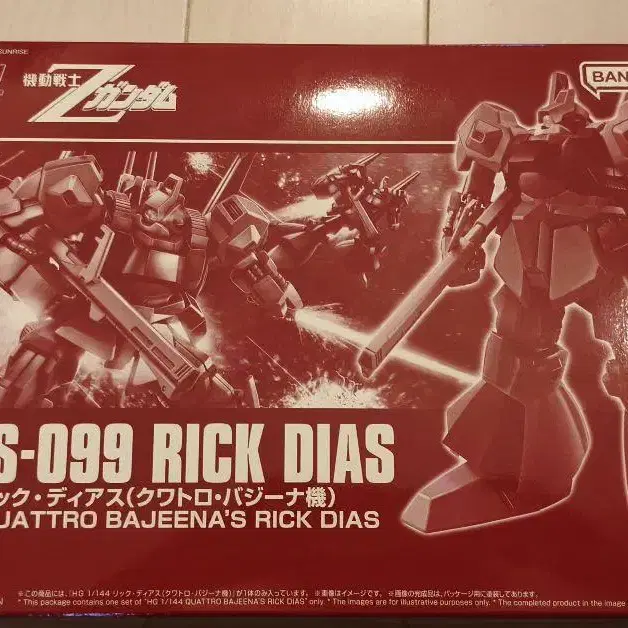 SUNRISE
機動戦士
Zガンダム
BAN
S-099 RICK DIAS
ック・ディアス(クワトロ・バジーナ機)
UATTRO BAJEENA'S RICK DIAS
※この商品には、「HG 1/144 リック・ディアス(クワトロ・バジーナ機)」が1体のみ入っています。 ※画像はイメージです。 ※画像の完成品は、パッケージ用に塗装してあります。
* This package contains one set of "HG 1/144 QUATTRO BAJEENA'S RICK DIAS" only. * The images are for illustrative purposes only. * The completed product in the image